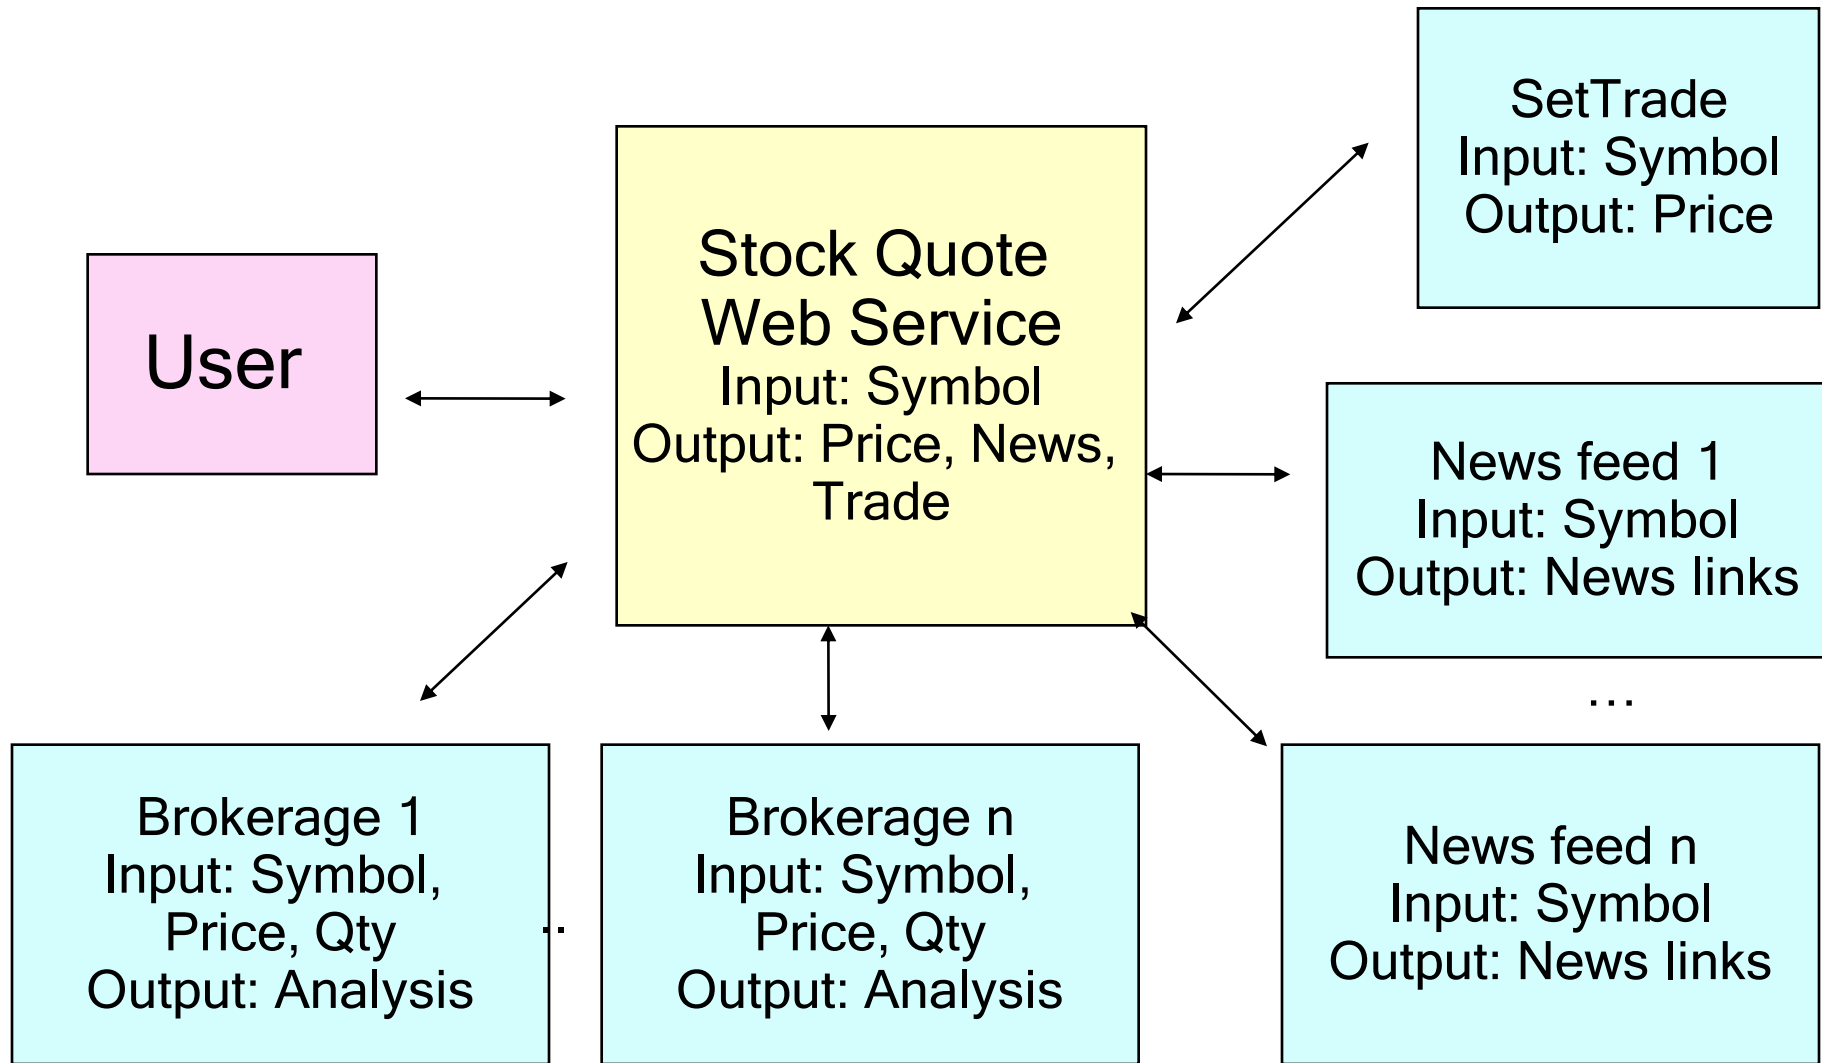 SetTrade
Input: Symbol
Output: Price
Stock Quote
Web Service
Input: Symbol
Output: Price, News,
Trade
User
News feed 1
Input: Symbol
Output: News links
...
Brokerage 1
Input: Symbol,
Price, Qty
Output: Analysis
..
Brokerage n
Input: Symbol,
Price, Qty
Output: Analysis
News feed n
Input: Symbol
Output: News links